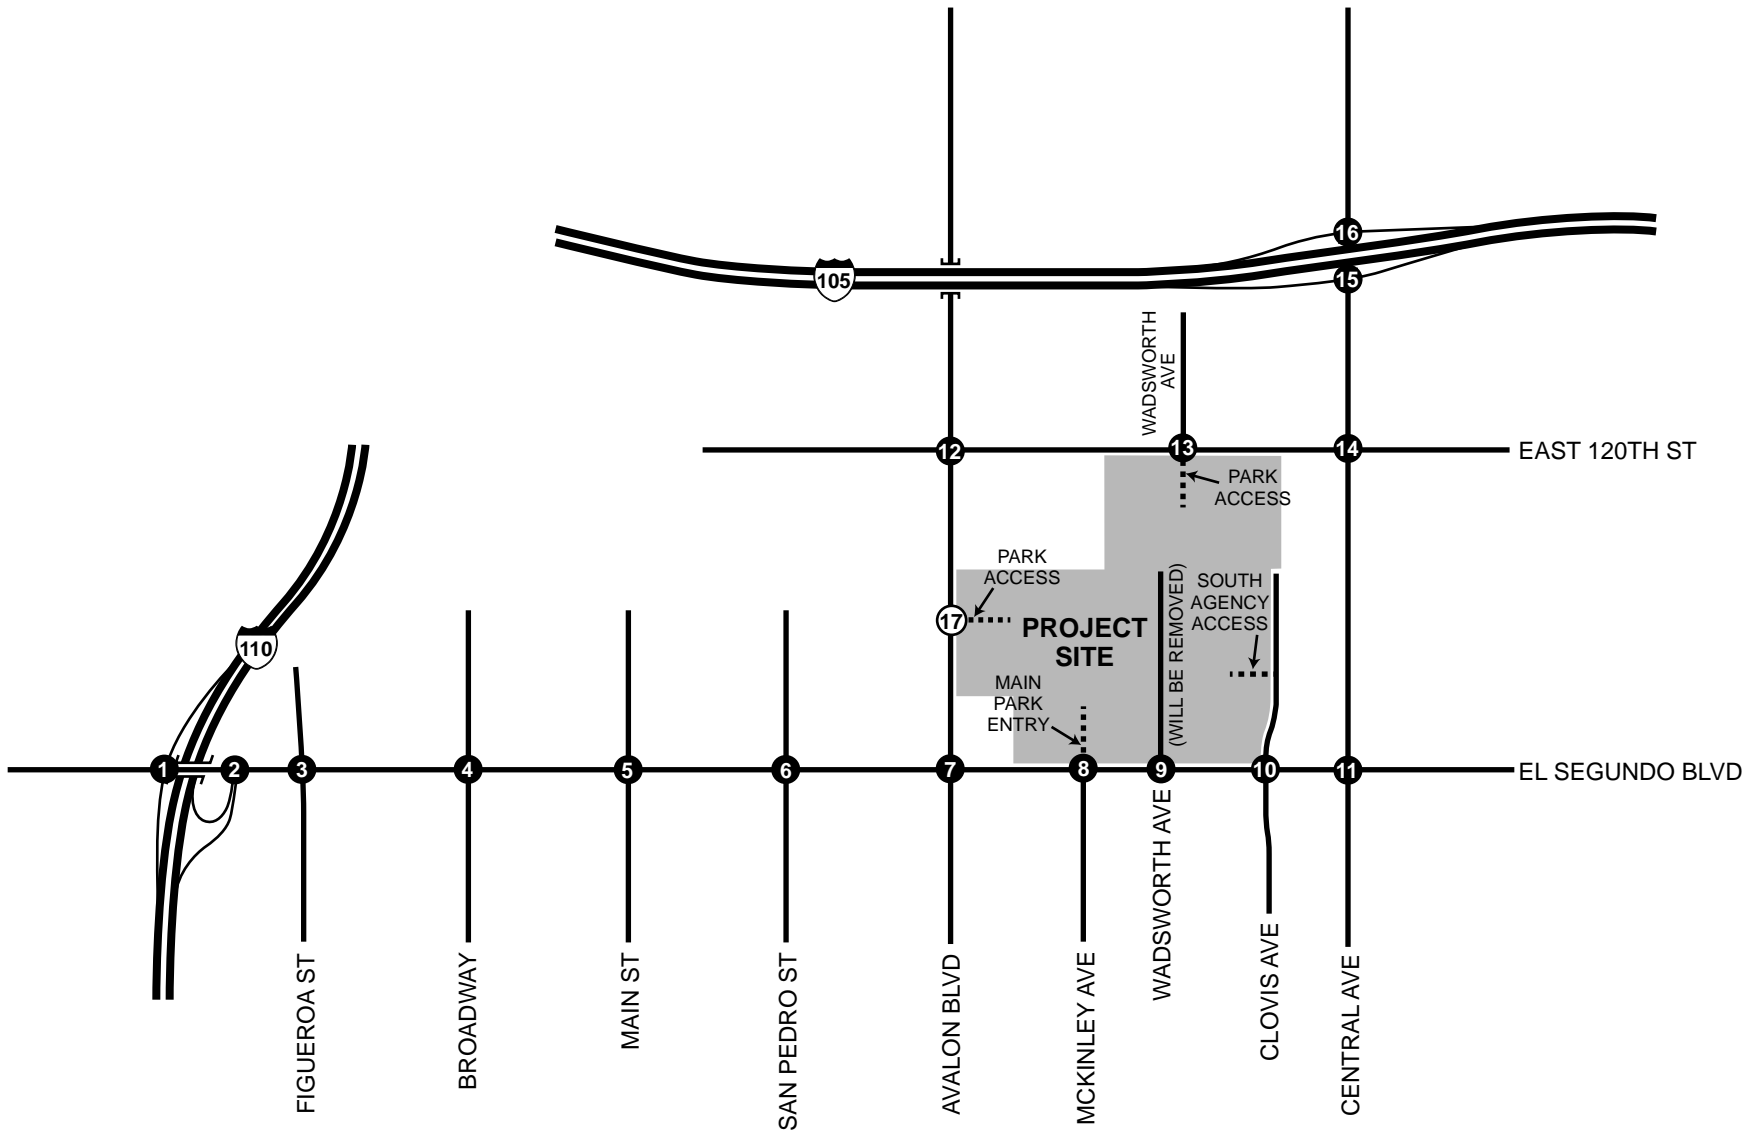 16
105
15
WADSWORTH
AVE
12
13
14
EAST 120TH ST
PARK
ACCESS
PARK
ACCESS
SOUTH
AGENCY
ACCESS
(WILL BE REMOVED)
17
PROJECT
SITE
110
MAIN
PARK
ENTRY
1
2
3
4
5
6
7
8
9
10
11
EL SEGUNDO BLVD
FIGUEROA ST
BROADWAY
MAIN ST
SAN PEDRO ST
AVALON BLVD
MCKINLEY AVE
WADSWORTH AVE
CLOVIS AVE
CENTRAL AVE